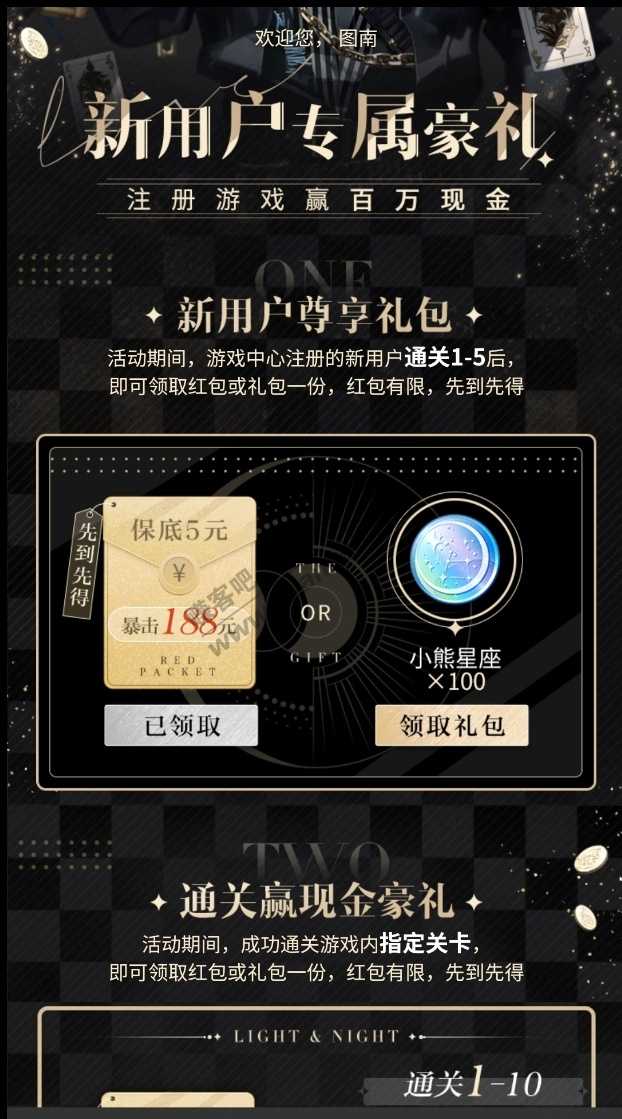 欢迎您，图南
新用户专属豪礼
注册游戏赢百万现金
ONE
新用户尊享礼包
活动期间，游戏中心注册的新用户通关1-5后，
即可领取红包或礼包一份，红包有限，先到先得
先到先得
保底5元
¥
暴击188元
RED
PACKET
THE
OR
GIFT
小熊星座
×100
已领取
领取礼包
TWO
通关赢现金豪礼
活动期间，成功通关游戏内指定关卡，
即可领取红包或礼包一份，红包有限，先到先得
LIGHT & NIGHT
通关1-10